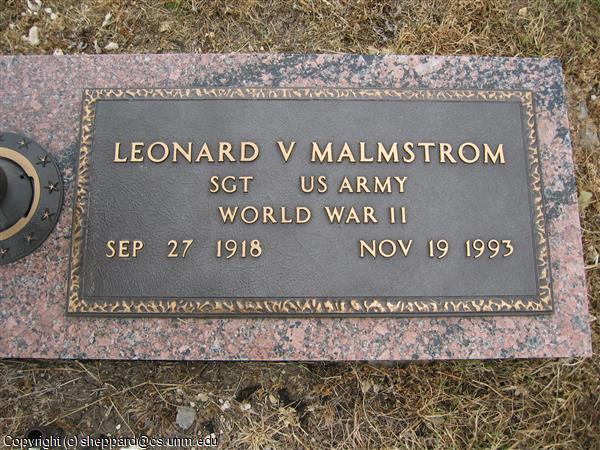 LEONARD V MALMSTROM
SGT US ARMY
WORLD WAR II
SEP 27 1918 NOV 19 1993
Copyright (c) sheppard@cs.unm.edu